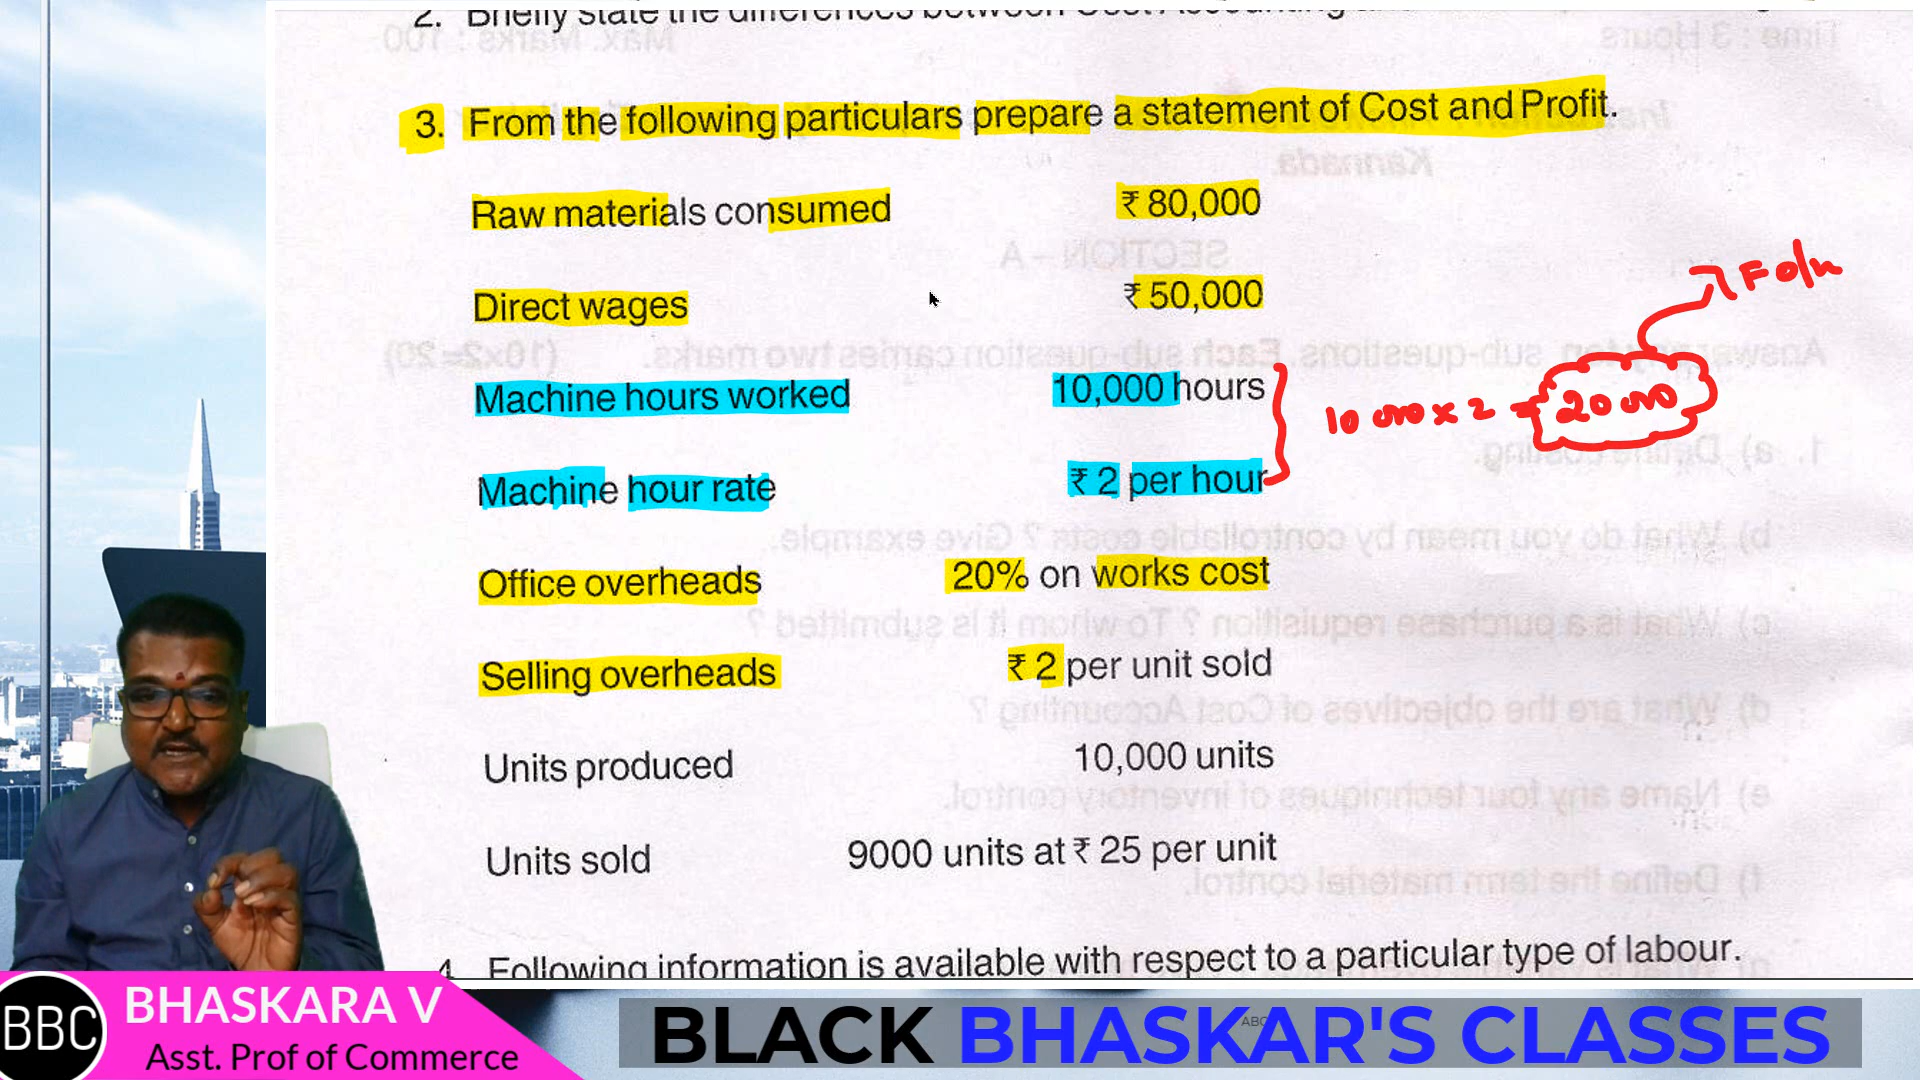 2. Briefly state the differences between Cost Accounting
3. From the following particulars prepare a statement of Cost and Profit.
Raw materials consumed ₹ 80,000
Direct wages ₹ 50,000
Machine hours worked 10,000 hours
Machine hour rate ₹ 2 per hour
10000 x 2 = 20000
F o/h
Office overheads 20% on works cost
Selling overheads ₹ 2 per unit sold
Units produced 10,000 units
Units sold 9000 units at ₹ 25 per unit
4. Following information is available with respect to a particular type of labour.
BBC
BHASKARA V
Asst. Prof of Commerce
BLACK BHASKAR'S CLASSES
ABC